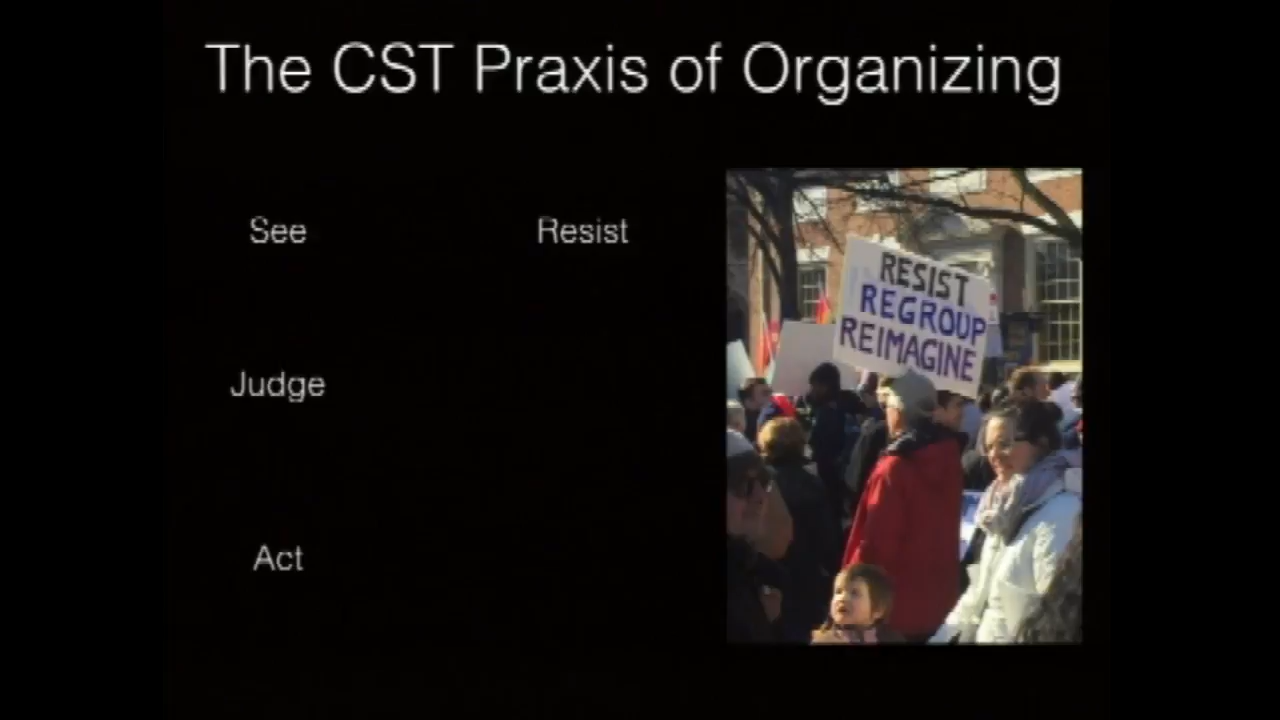 The CST Praxis of Organizing
See
Resist
Judge
Act
RESIST
REGROUP
REIMAGINE